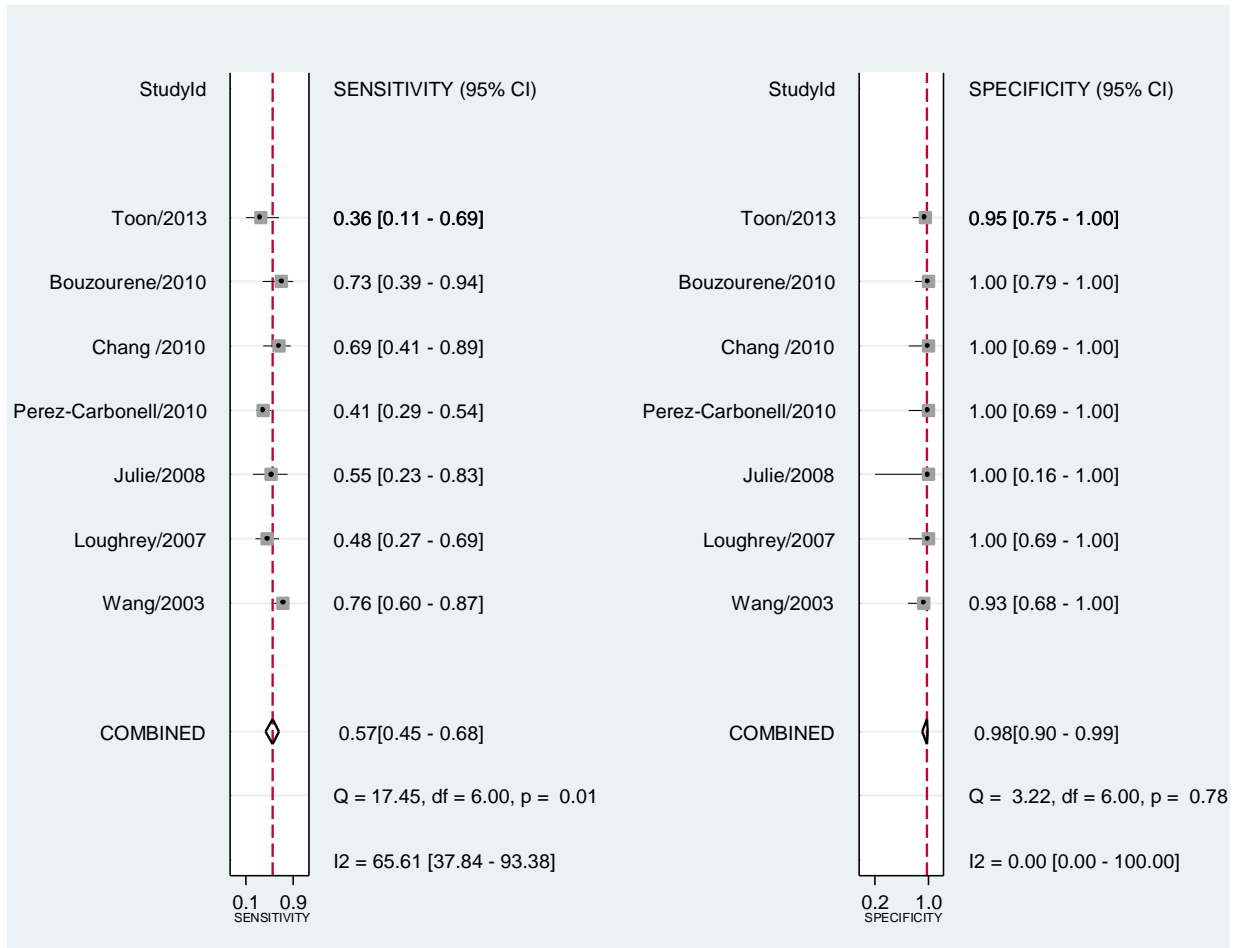 StudyId SENSITIVITY (95% CI)
Toon/2013 0.36 [0.11 - 0.69]
Bouzourene/2010 0.73 [0.39 - 0.94]
Chang /2010 0.69 [0.41 - 0.89]
Perez-Carbonell/2010 0.41 [0.29 - 0.54]
Julie/2008 0.55 [0.23 - 0.83]
Loughrey/2007 0.48 [0.27 - 0.69]
Wang/2003 0.76 [0.60 - 0.87]
COMBINED 0.57[0.45 - 0.68]
Q = 17.45, df = 6.00, p = 0.01
I2 = 65.61 [37.84 - 93.38]
0.1 0.9
SENSITIVITY
StudyId SPECIFICITY (95% CI)
Toon/2013 0.95 [0.75 - 1.00]
Bouzourene/2010 1.00 [0.79 - 1.00]
Chang /2010 1.00 [0.69 - 1.00]
Perez-Carbonell/2010 1.00 [0.69 - 1.00]
Julie/2008 1.00 [0.16 - 1.00]
Loughrey/2007 1.00 [0.69 - 1.00]
Wang/2003 0.93 [0.68 - 1.00]
COMBINED 0.98[0.90 - 0.99]
Q = 3.22, df = 6.00, p = 0.78
I2 = 0.00 [0.00 - 100.00]
0.2 1.0
SPECIFICITY